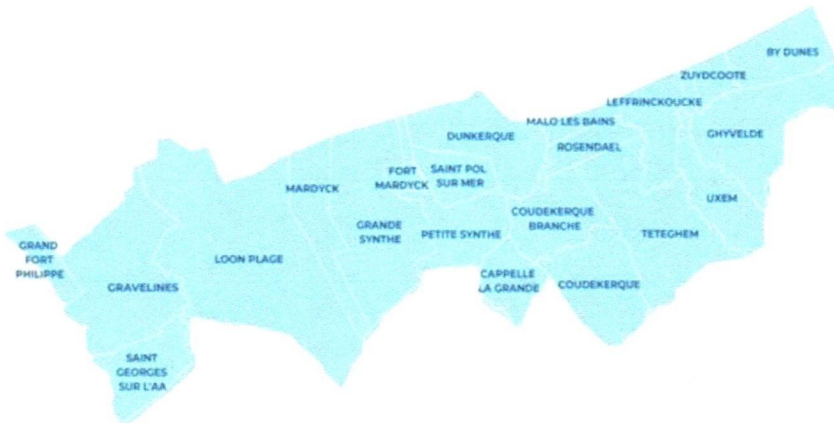 BY DUNES
ZUYDCOOTE
LEFFRINCKOUCKE
MALO LES BAINS
GHYVELDE
DUNKERQUE
ROSENDAEL
FORT
MARDYCK
SAINT POL
SUR MER
MARDYCK
UXEM
COUDEKERQUE
BRANCHE
GRANDE
SYNTHE
PETITE SYNTHE
TETEGHEM
GRAND
FORT
PHILIPPE
LOON PLAGE
GRAVELINES
CAPPELLE
LA GRANDE
COUDEKERQUE
SAINT
GEORGES
SUR L'AA